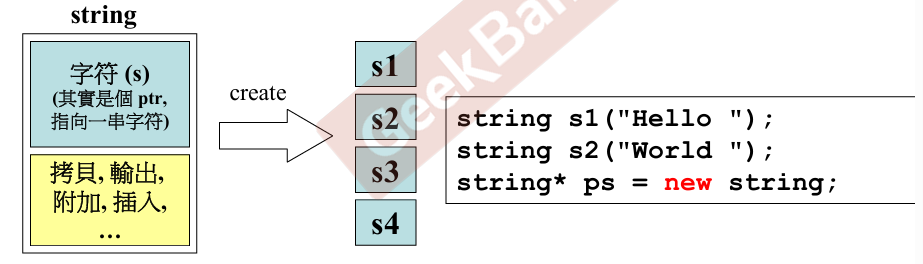 string
字符 (s)
(其實是個 ptr,
指向一串字符)
拷貝, 輸出,
附加, 插入,
…
create
s1
s2
s3
s4
string s1("Hello ");
string s2("World ");
string* ps = new string;